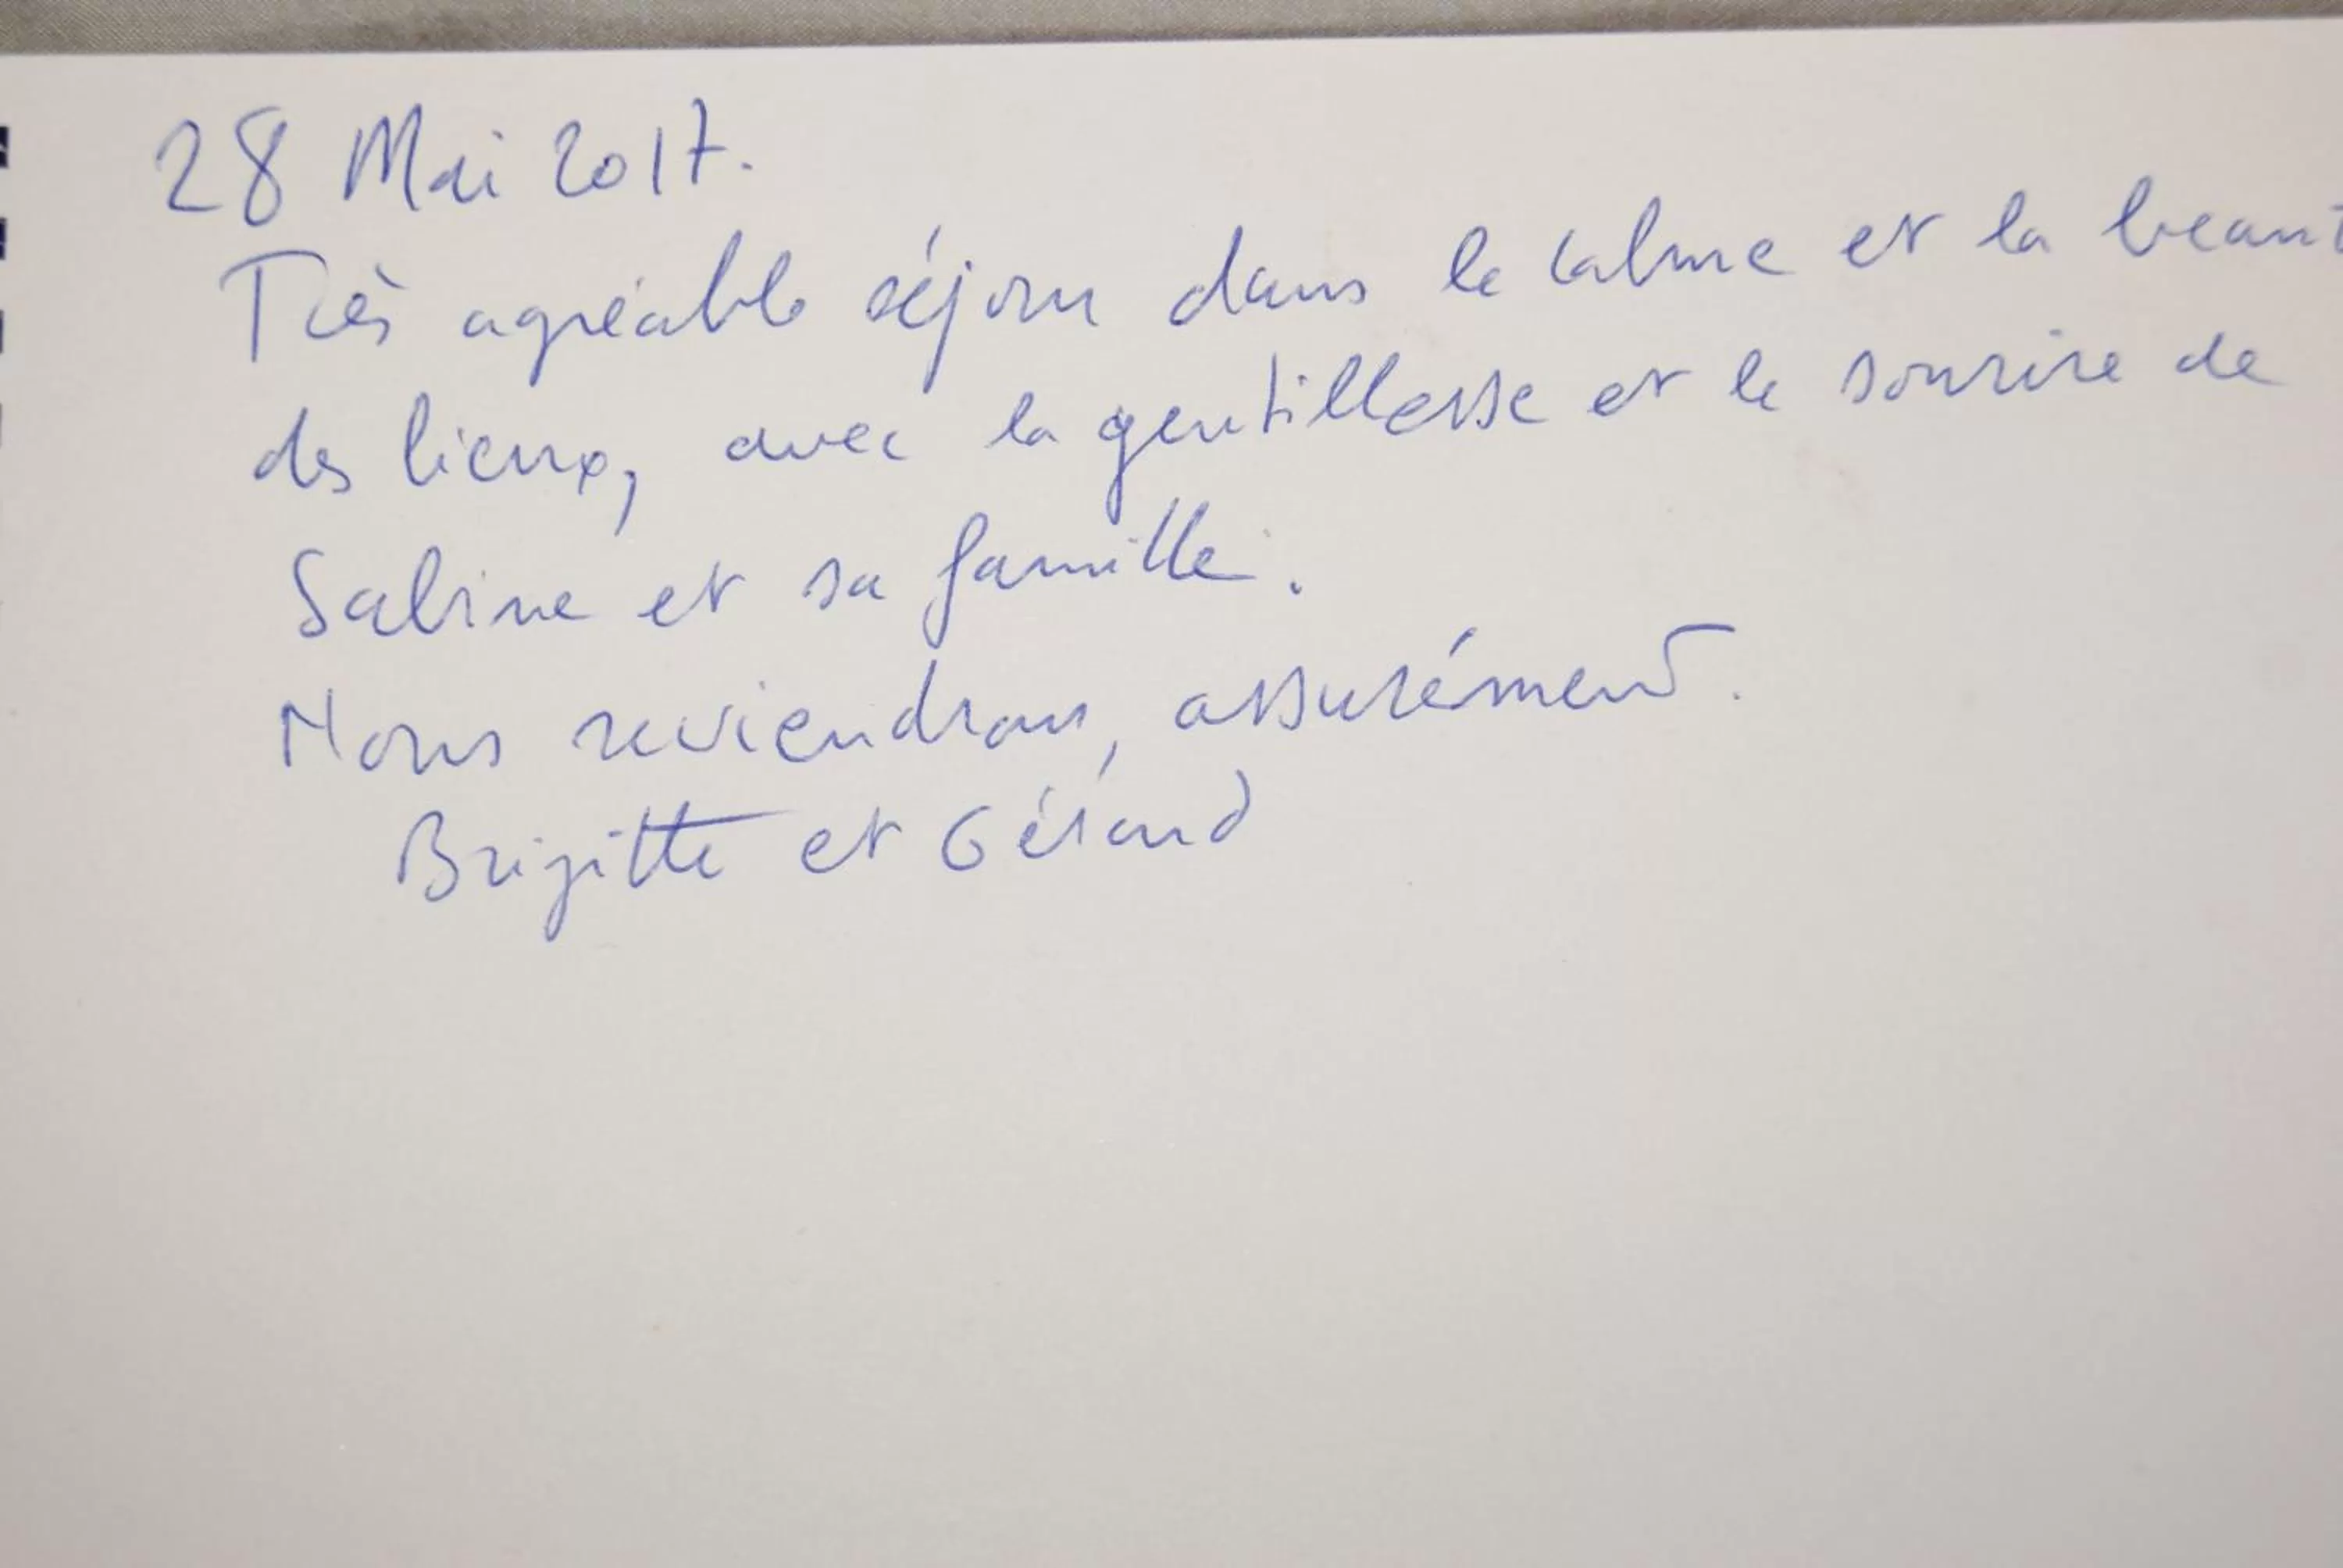 28 Mai 2017.
Très agréable séjour dans le calme et la beaut
des lieux, avec la gentillesse et le sourire de
Sabine et sa famille.
Nous reviendrons, assurément.
Brigitte et Gérard